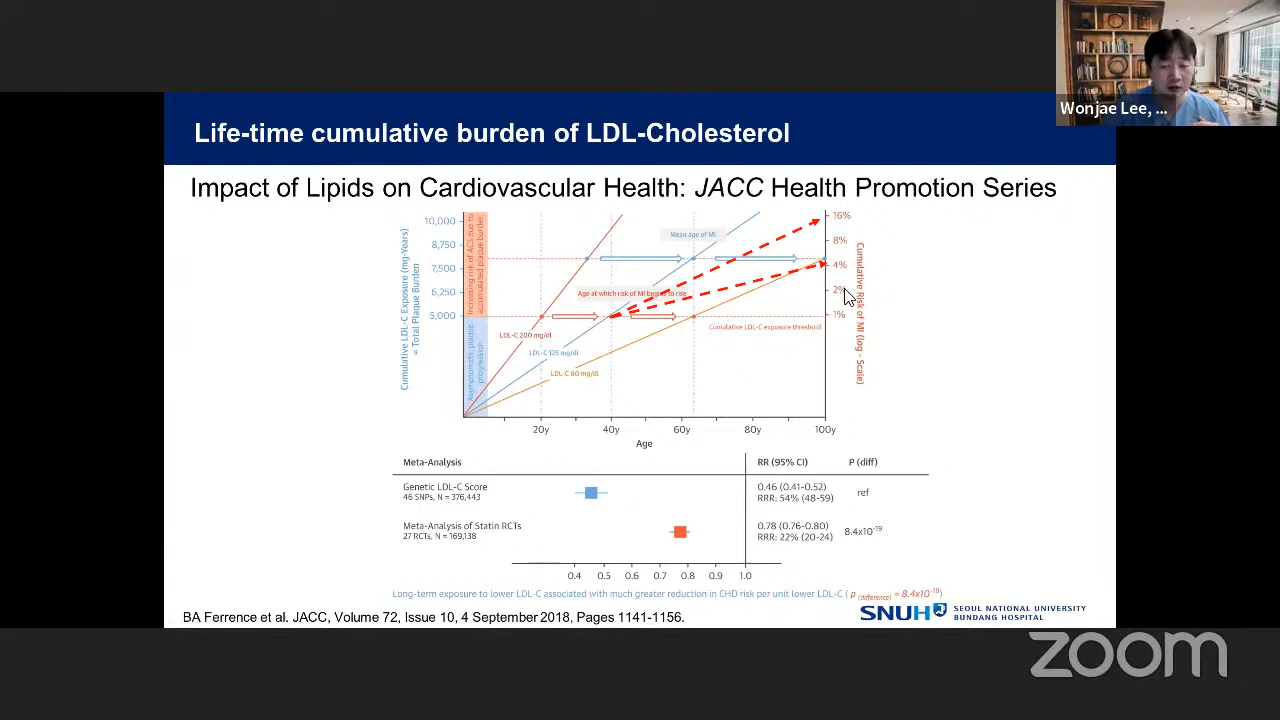 Wonjae Lee, ...
Life-time cumulative burden of LDL-Cholesterol
Impact of Lipids on Cardiovascular Health: JACC Health Promotion Series
Cumulative LDL-C Exposure (mg-Years)
= Total Plaque Burden
10,000
8,750
7,500
6,250
5,000
Increasing risk of ACS due to
accumulated plaque burden
Asymptomatic plaque
progression
Mean age of MI
Age at which risk of MI begins to rise
Cumulative LDL-C exposure threshold
LDL-C 200 mg/dl
LDL-C 125 mg/dl
LDL-C 80 mg/dl
16%
8%
4%
2%
1%
Cumulative Risk of MI (log - Scale)
20y
40y
60y
80y
100y
Age
Meta-Analysis
RR (95% CI)
P (diff)
Genetic LDL-C Score
46 SNPs, N = 376,443
0.46 (0.41-0.52)
RRR: 54% (48-59)
ref
Meta-Analysis of Statin RCTs
27 RCTs, N = 169,138
0.78 (0.76-0.80)
RRR: 22% (20-24)
8.4x10-19
0.4 0.5 0.6 0.7 0.8 0.9 1.0
Long-term exposure to lower LDL-C associated with much greater reduction in CHD risk per unit lower LDL-C ( p (difference) = 8.4x10-19)
BA Ferrence et al. JACC, Volume 72, Issue 10, 4 September 2018, Pages 1141-1156.
SNUH
SEOUL NATIONAL UNIVERSITY
BUNDANG HOSPITAL
zoom